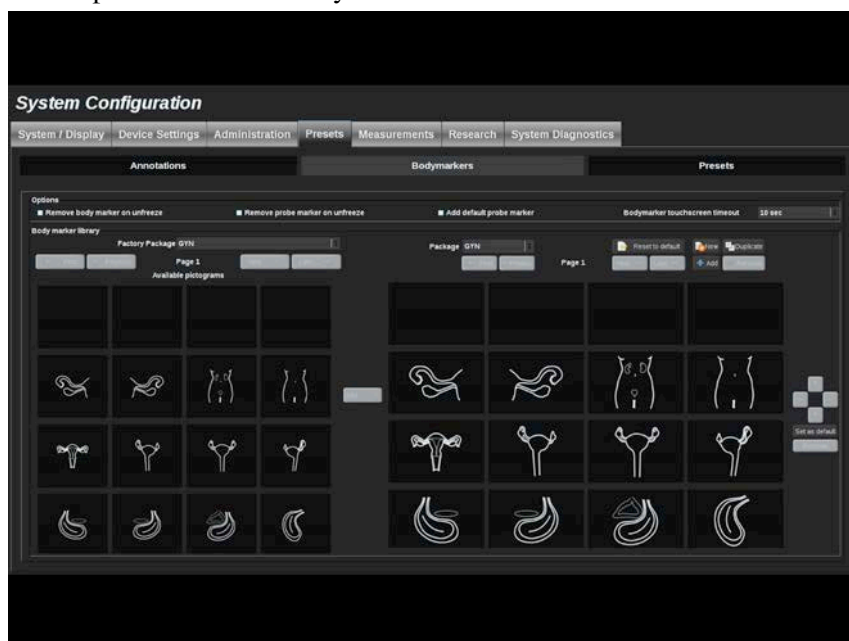 System Configuration
System / Display Device Settings Administration Presets Measurements Research System Diagnostics
Annotations Bodymarkers Presets
Options
Remove body marker on unfreeze Remove probe marker on unfreeze Add default probe marker Bodymarker touchscreen timeout 10 sec
Body marker library
Factory Package GYN Package GYN Reset to default New Duplicate
Page 1 Page 1 Add
Available pictograms
Set as default